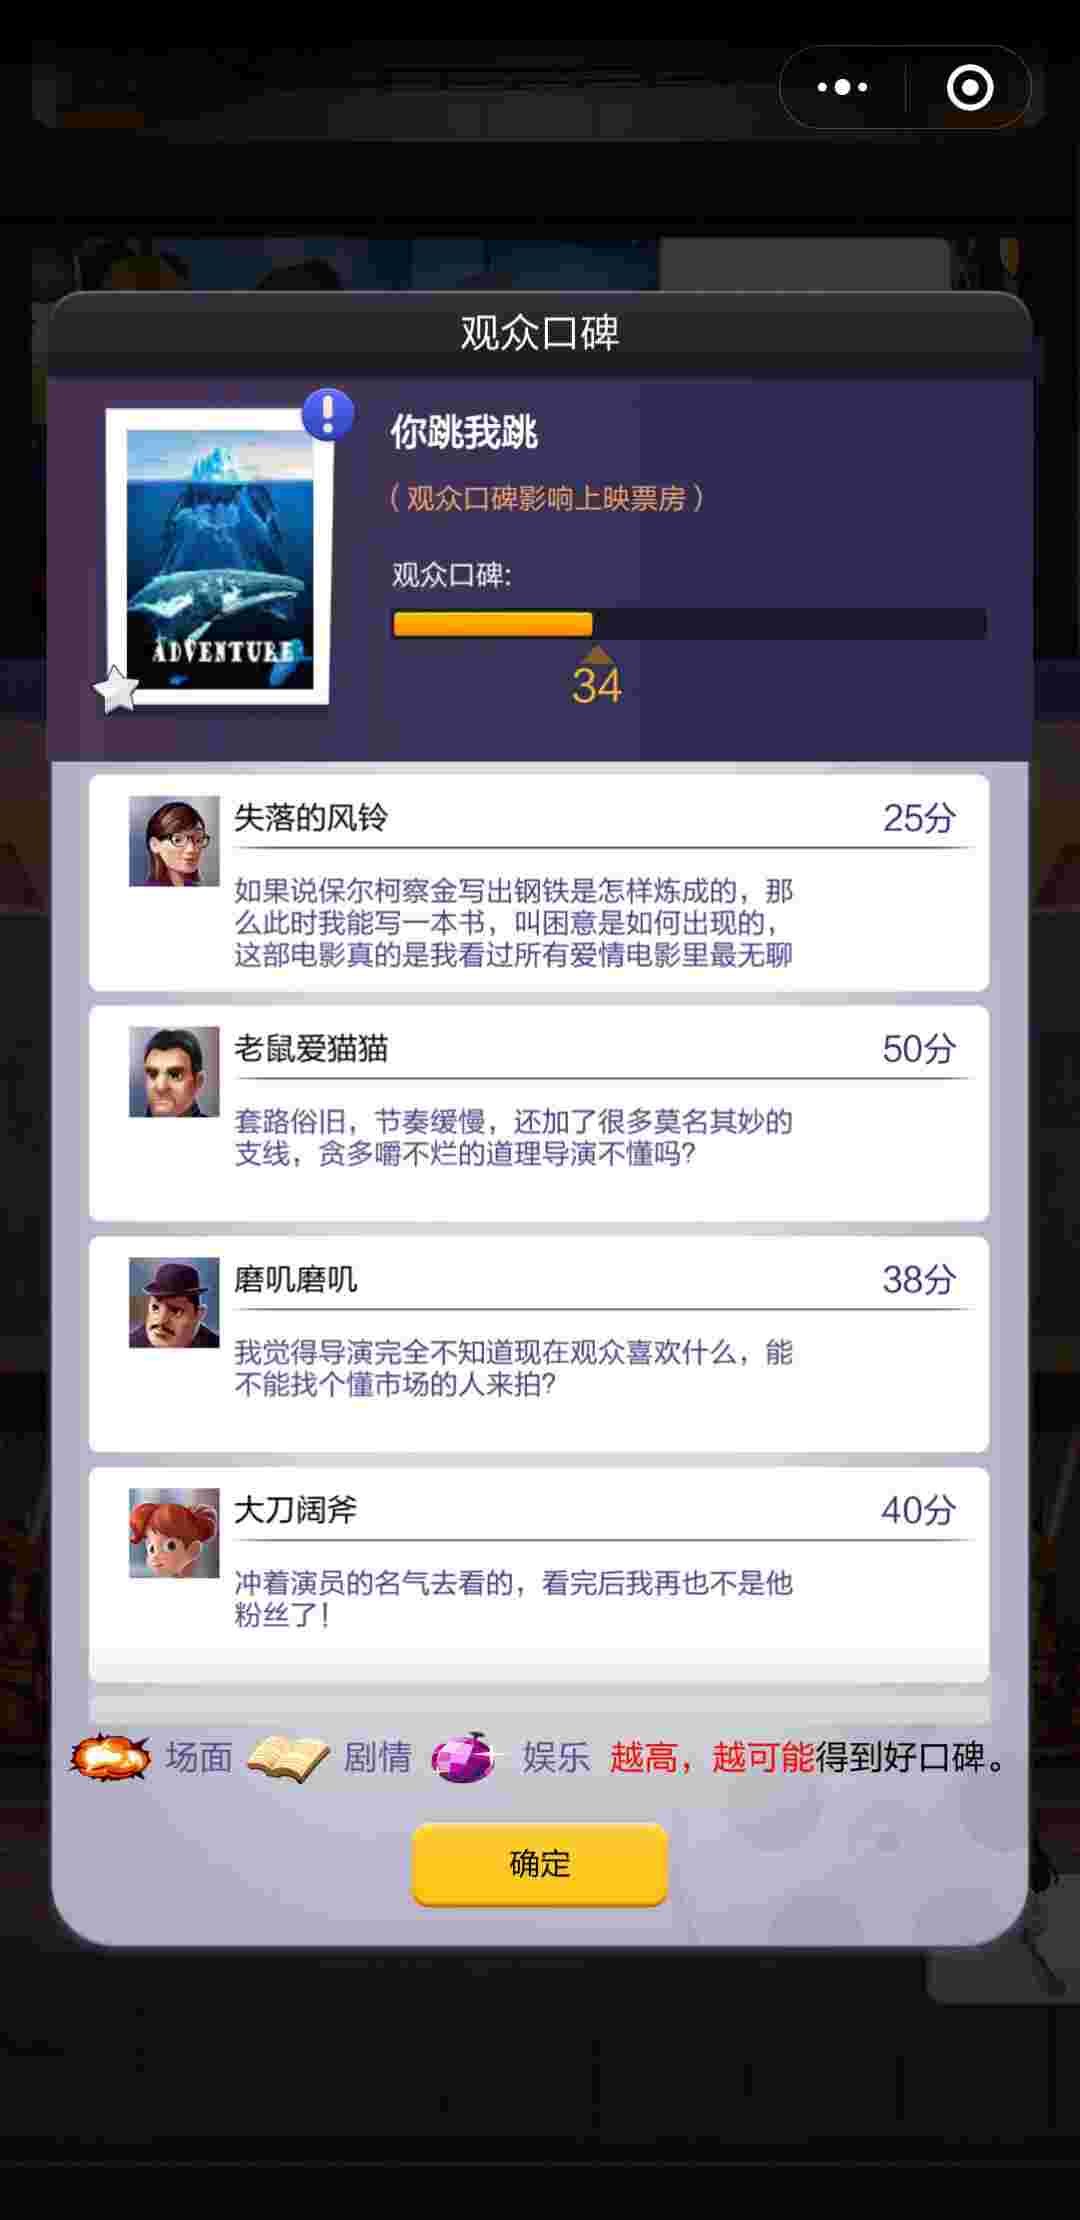 观众口碑
你跳我跳
（观众口碑影响上映票房）
ADVENTURE
观众口碑:
34
失落的风铃 25分
如果说保尔柯察金写出钢铁是怎样炼成的，那
么此时我能写一本书，叫困意是如何出现的，
这部电影真的是我看过所有爱情电影里最无聊
老鼠爱猫猫 50分
套路俗旧，节奏缓慢，还加了很多莫名其妙的
支线，贪多嚼不烂的道理导演不懂吗?
磨叽磨叽 38分
我觉得导演完全不知道现在观众喜欢什么，能
不能找个懂市场的人来拍?
大刀阔斧 40分
冲着演员的名气去看的，看完后我再也不是他
粉丝了!
场面 剧情 娱乐 越高，越可能得到好口碑。
确定